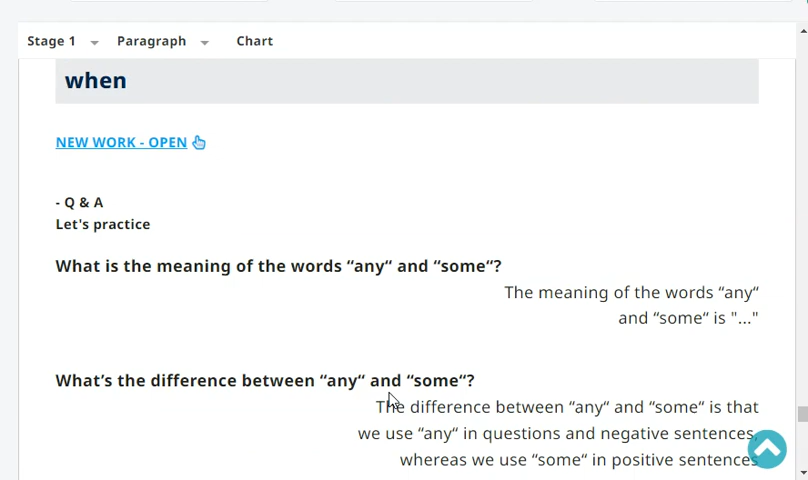 Stage 1 Paragraph Chart
when
NEW WORK - OPEN
- Q & A
Let's practice
What is the meaning of the words “any“ and “some“?
The meaning of the words “any“
and “some“ is "..."
What’s the difference between “any“ and “some“?
The difference between “any“ and “some“ is that
we use “any“ in questions and negative sentences,
whereas we use “some“ in positive sentences